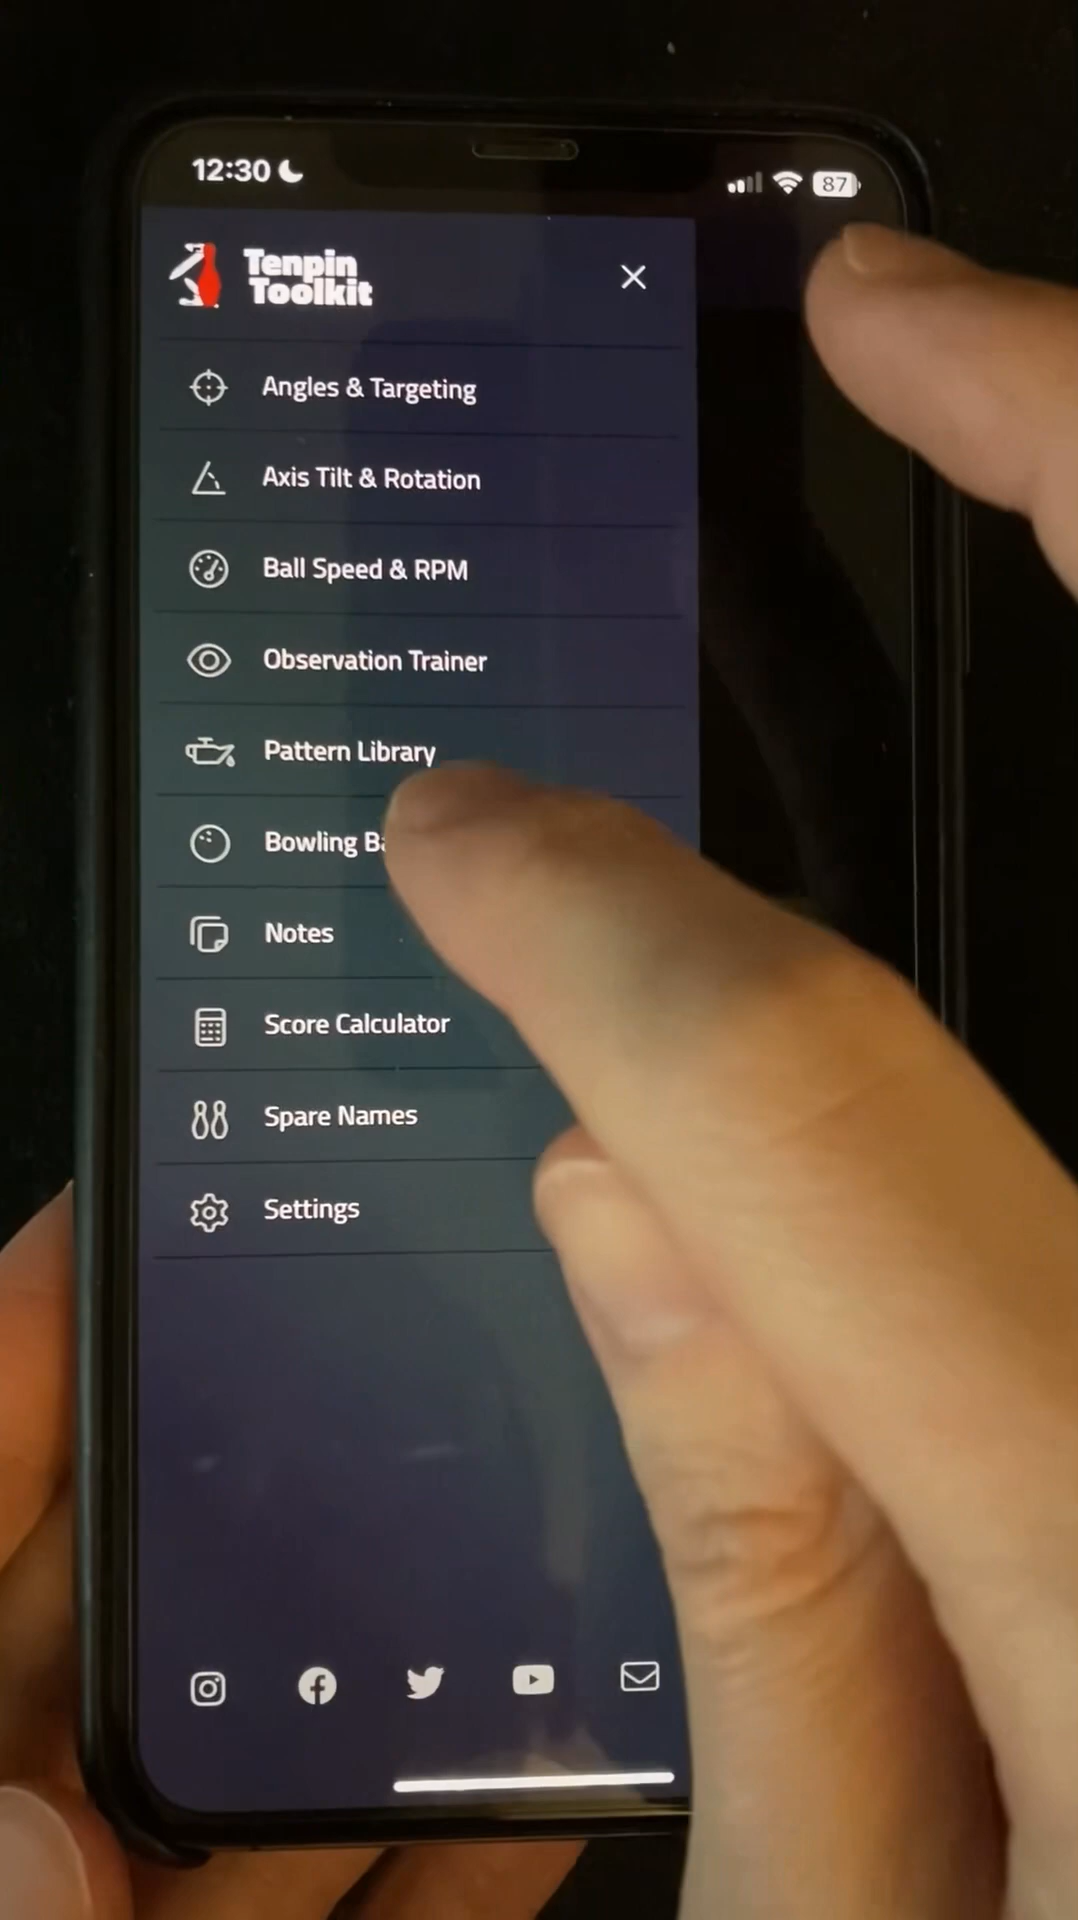 12:30
87
Tenpin
Toolkit
Angles & Targeting
Axis Tilt & Rotation
Ball Speed & RPM
Observation Trainer
Pattern Library
Bowling
Notes
Score Calculator
Spare Names
Settings